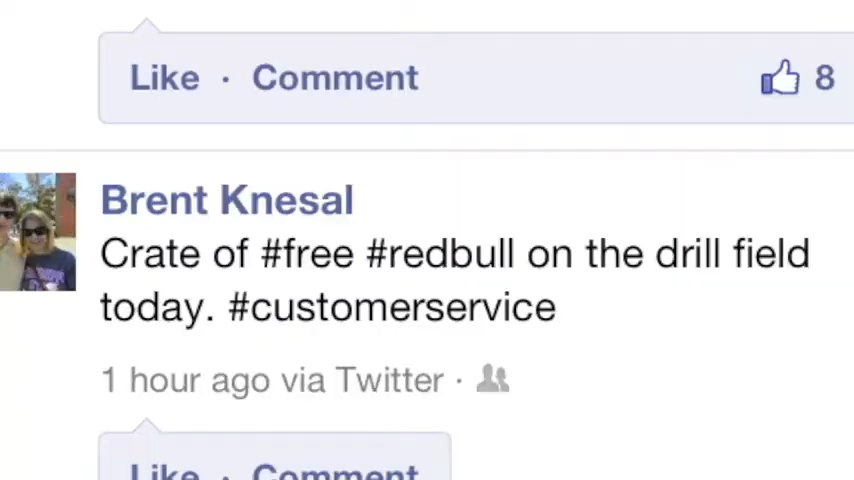 Like · Comment 8
Brent Knesal
Crate of #free #redbull on the drill field
today. #customerservice
1 hour ago via Twitter ·
Like · Comment